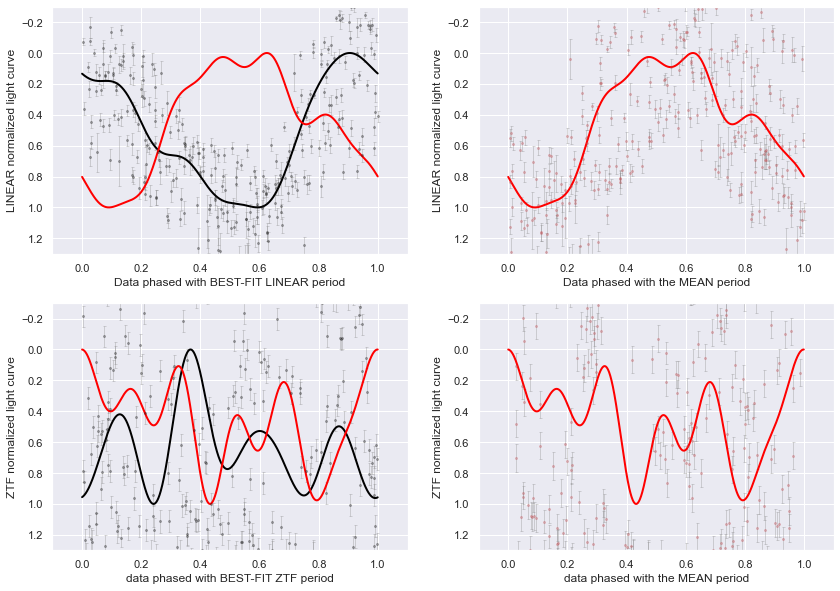 −0.2
0.0
0.2
0.4
0.6
0.8
1.0
1.2
LINEAR normalized light curve
0.0 0.2 0.4 0.6 0.8 1.0
Data phased with BEST-FIT LINEAR period
−0.2
0.0
0.2
0.4
0.6
0.8
1.0
1.2
LINEAR normalized light curve
0.0 0.2 0.4 0.6 0.8 1.0
Data phased with the MEAN period
−0.2
0.0
0.2
0.4
0.6
0.8
1.0
1.2
ZTF normalized light curve
0.0 0.2 0.4 0.6 0.8 1.0
data phased with BEST-FIT ZTF period
−0.2
0.0
0.2
0.4
0.6
0.8
1.0
1.2
ZTF normalized light curve
0.0 0.2 0.4 0.6 0.8 1.0
data phased with the MEAN period